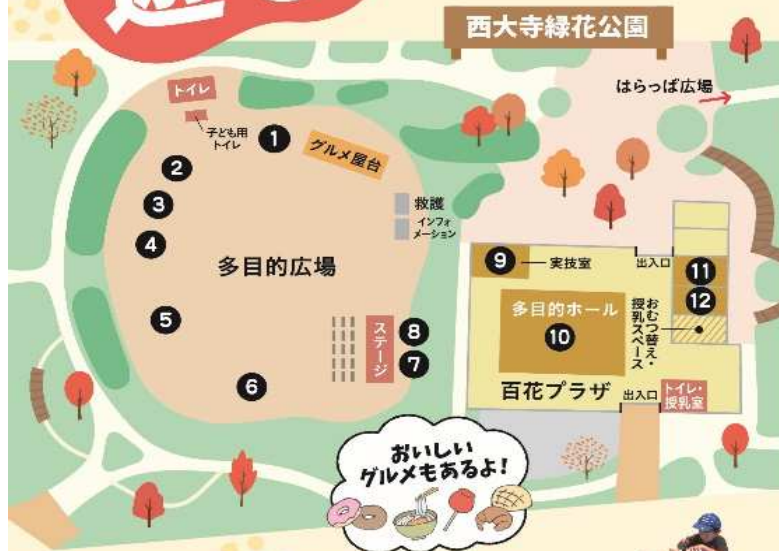 遊
西大寺緑花公園
はらっぱ広場
トイレ
子ども用
トイレ
1
グルメ屋台
2
3
救護
インフォ
メーション
4
多目的広場
9
実技室
出入口
11
12
多目的ホール
10
おむつ替え・
授乳スペース
5
ステージ
8
7
6
百花プラザ
出入口
トイレ・
授乳室
おいしい
グルメもあるよ!